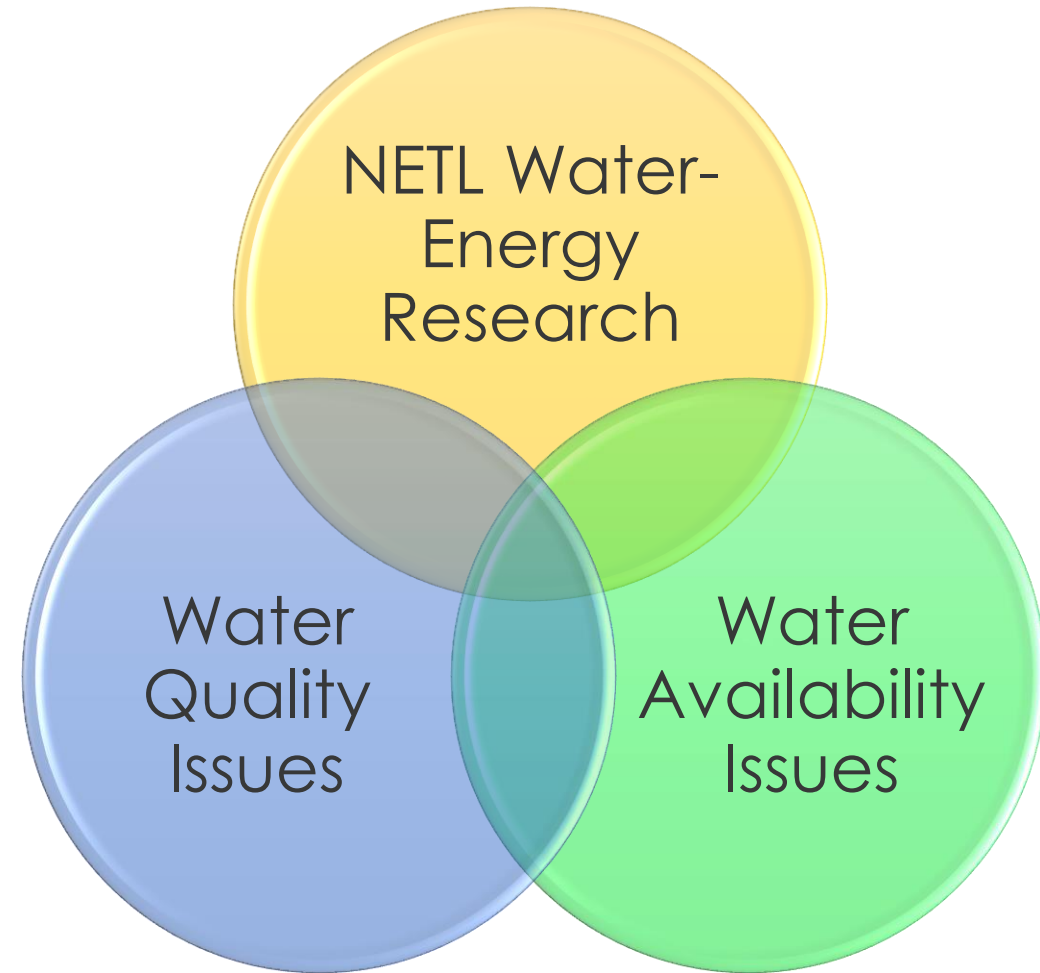 NETL Water-
Energy
Research
Water
Quality
Issues
Water
Availability
Issues